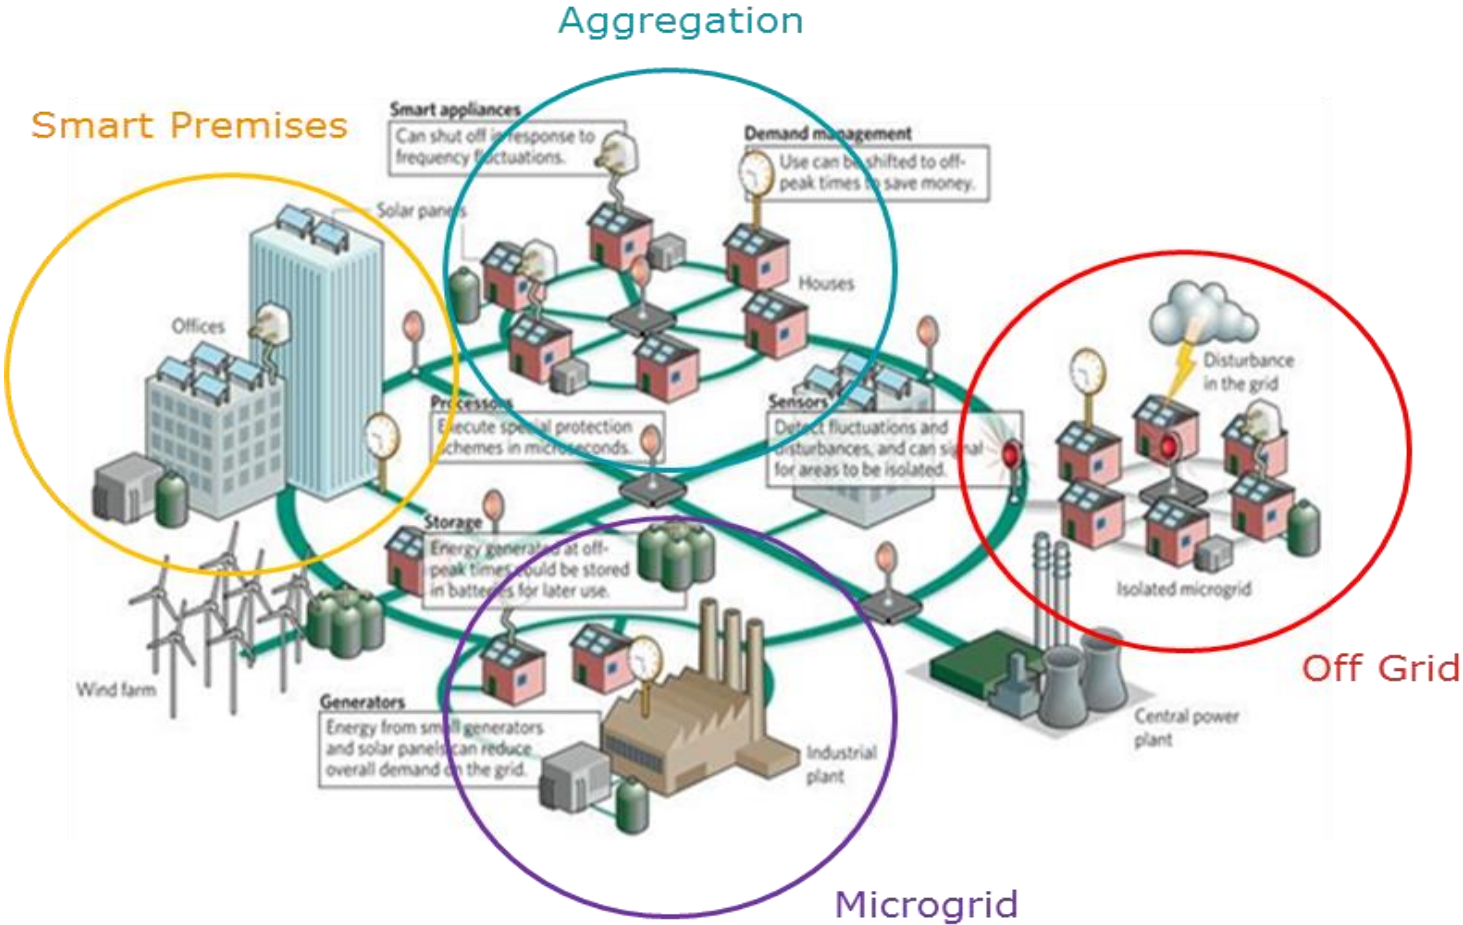 Aggregation
Smart Premises
Smart appliances
Can shut off in response to
frequency fluctuations.
Demand management
Use can be shifted to off-
peak times to save money.
Solar panels
Houses
Offices
Disturbance
in the grid
Processors
Execute special protection
schemes in microseconds.
Sensors
Detect fluctuations and
disturbances, and can signal
for areas to be isolated.
Storage
Energy generated at off-
peak times could be stored
in batteries for later use.
Isolated microgrid
Off Grid
Wind farm
Generators
Energy from small generators
and solar panels can reduce
overall demand on the grid.
Industrial
plant
Central power
plant
Microgrid